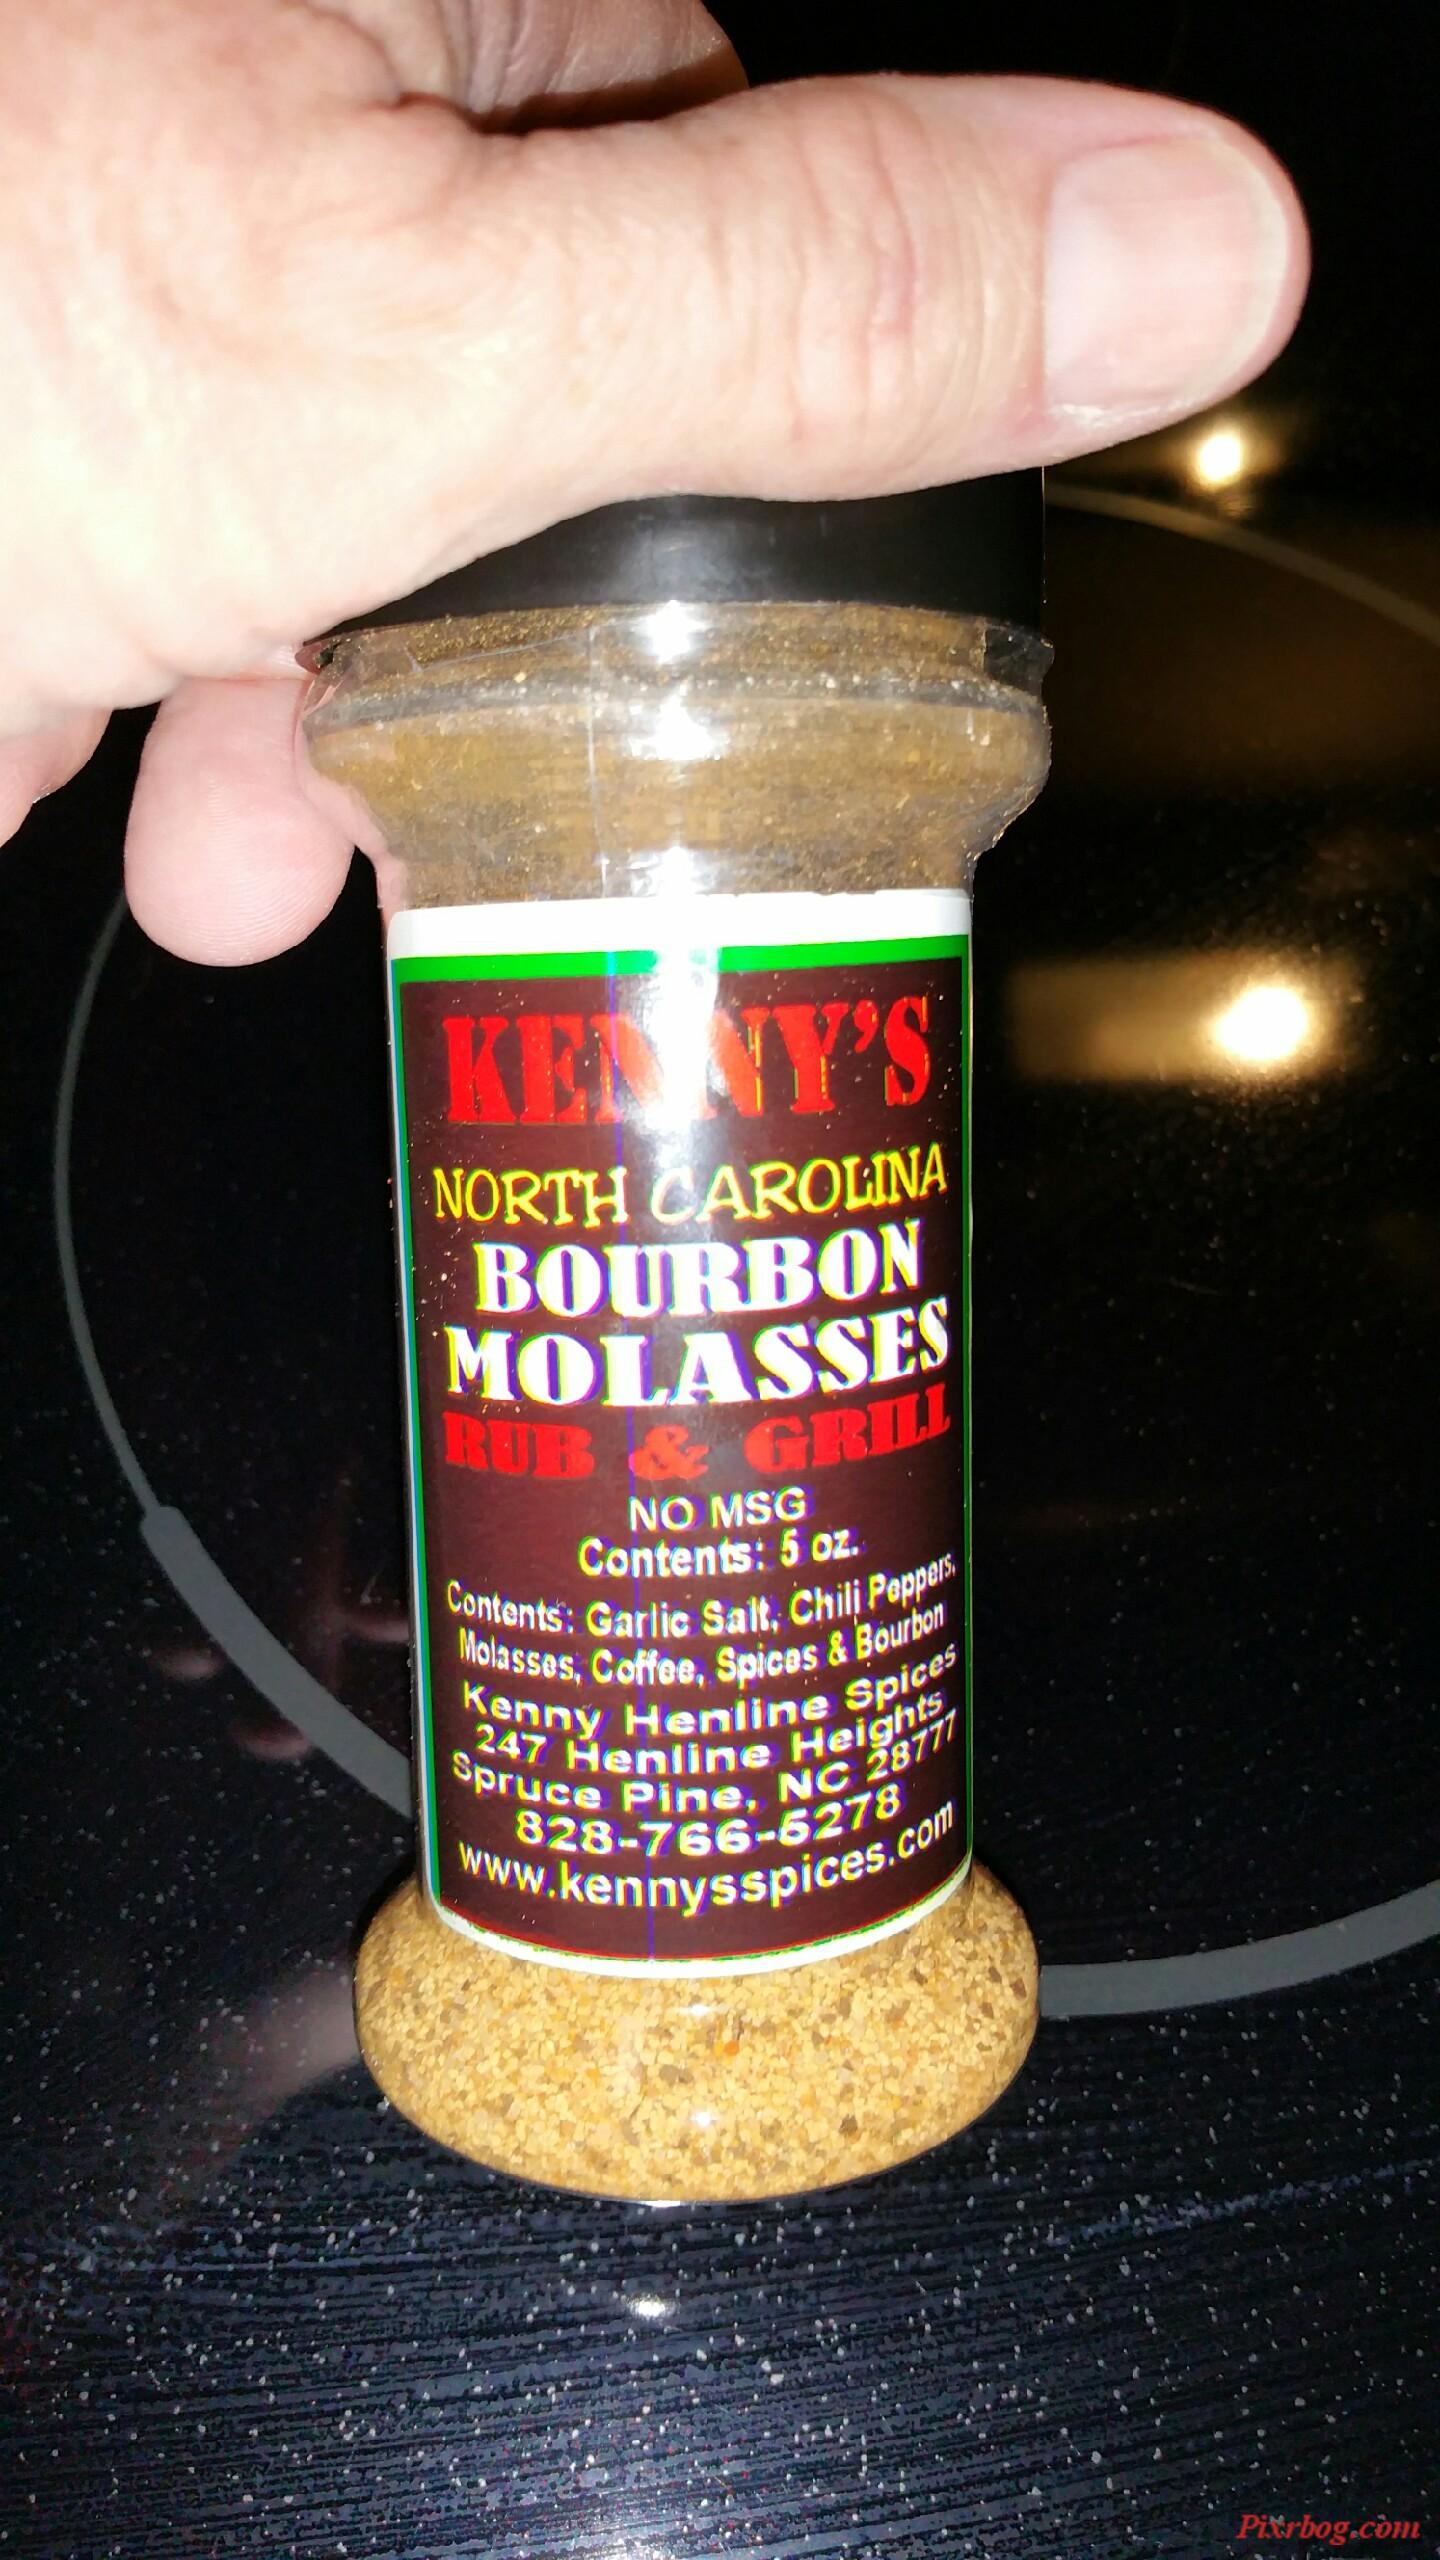 KENNY'S
NORTH CAROLINA
BOURBON
MOLASSES
RUB & GRILL
NO MSG
Contents: 5 oz.
Contents: Garlic Salt, Chili Peppers,
Molasses, Coffee, Spices & Bourbon
Kenny Henline Spices
247 Henline Heights
Spruce Pine, NC 28777
828-766-5278
www.kennysspices.com
Pixrbog.com